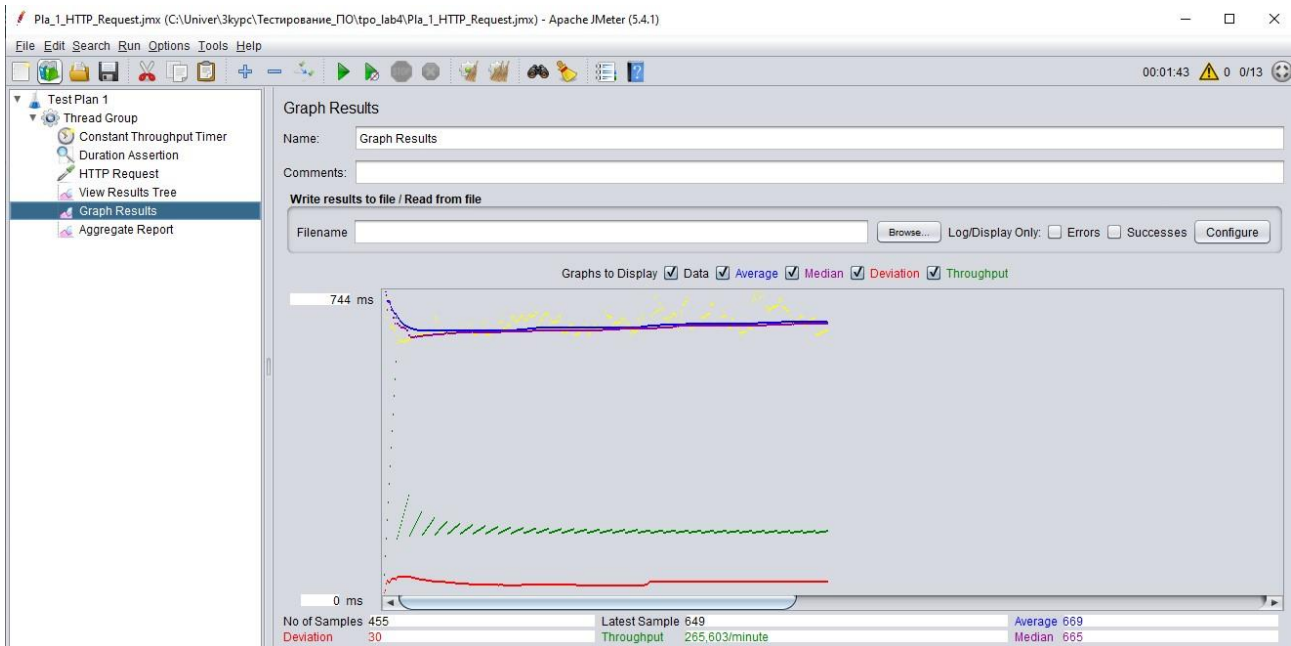 Pla_1_HTTP_Request.jmx (C:\Univer\3курс\Тестирование_ПО\tpo_lab4\Pla_1_HTTP_Request.jmx) - Apache JMeter (5.4.1)
File Edit Search Run Options Tools Help
00:01:43 0 0/13
Test Plan 1
Thread Group
Constant Throughput Timer
Duration Assertion
HTTP Request
View Results Tree
Graph Results
Aggregate Report
Graph Results
Name: Graph Results
Comments:
Write results to file / Read from file
Filename Browse... Log/Display Only: Errors Successes Configure
Graphs to Display Data Average Median Deviation Throughput
744 ms
0 ms
No of Samples 455 Latest Sample 649 Average 669
Deviation 30 Throughput 265,603/minute Median 665